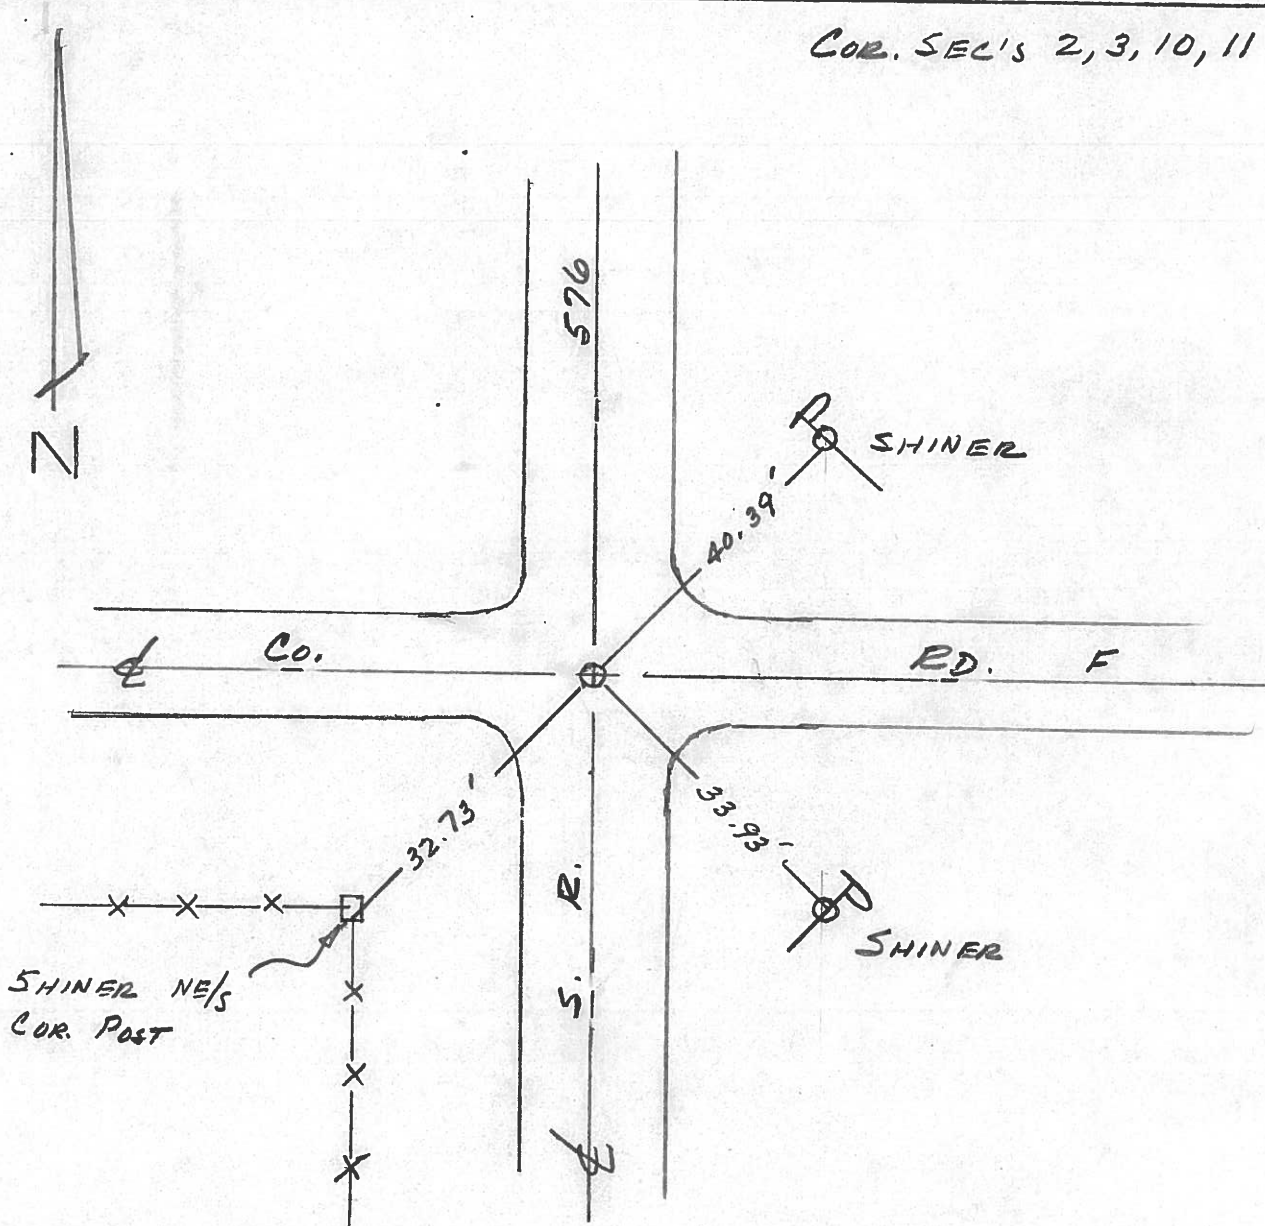 COR. SEC'S 2, 3, 10, 11
N
576
SHINER
40.39'
℄ CO. RD. F
32.73'
33.93'
S. R.
SHINER
SHINER NE/S
COR. POST
℄